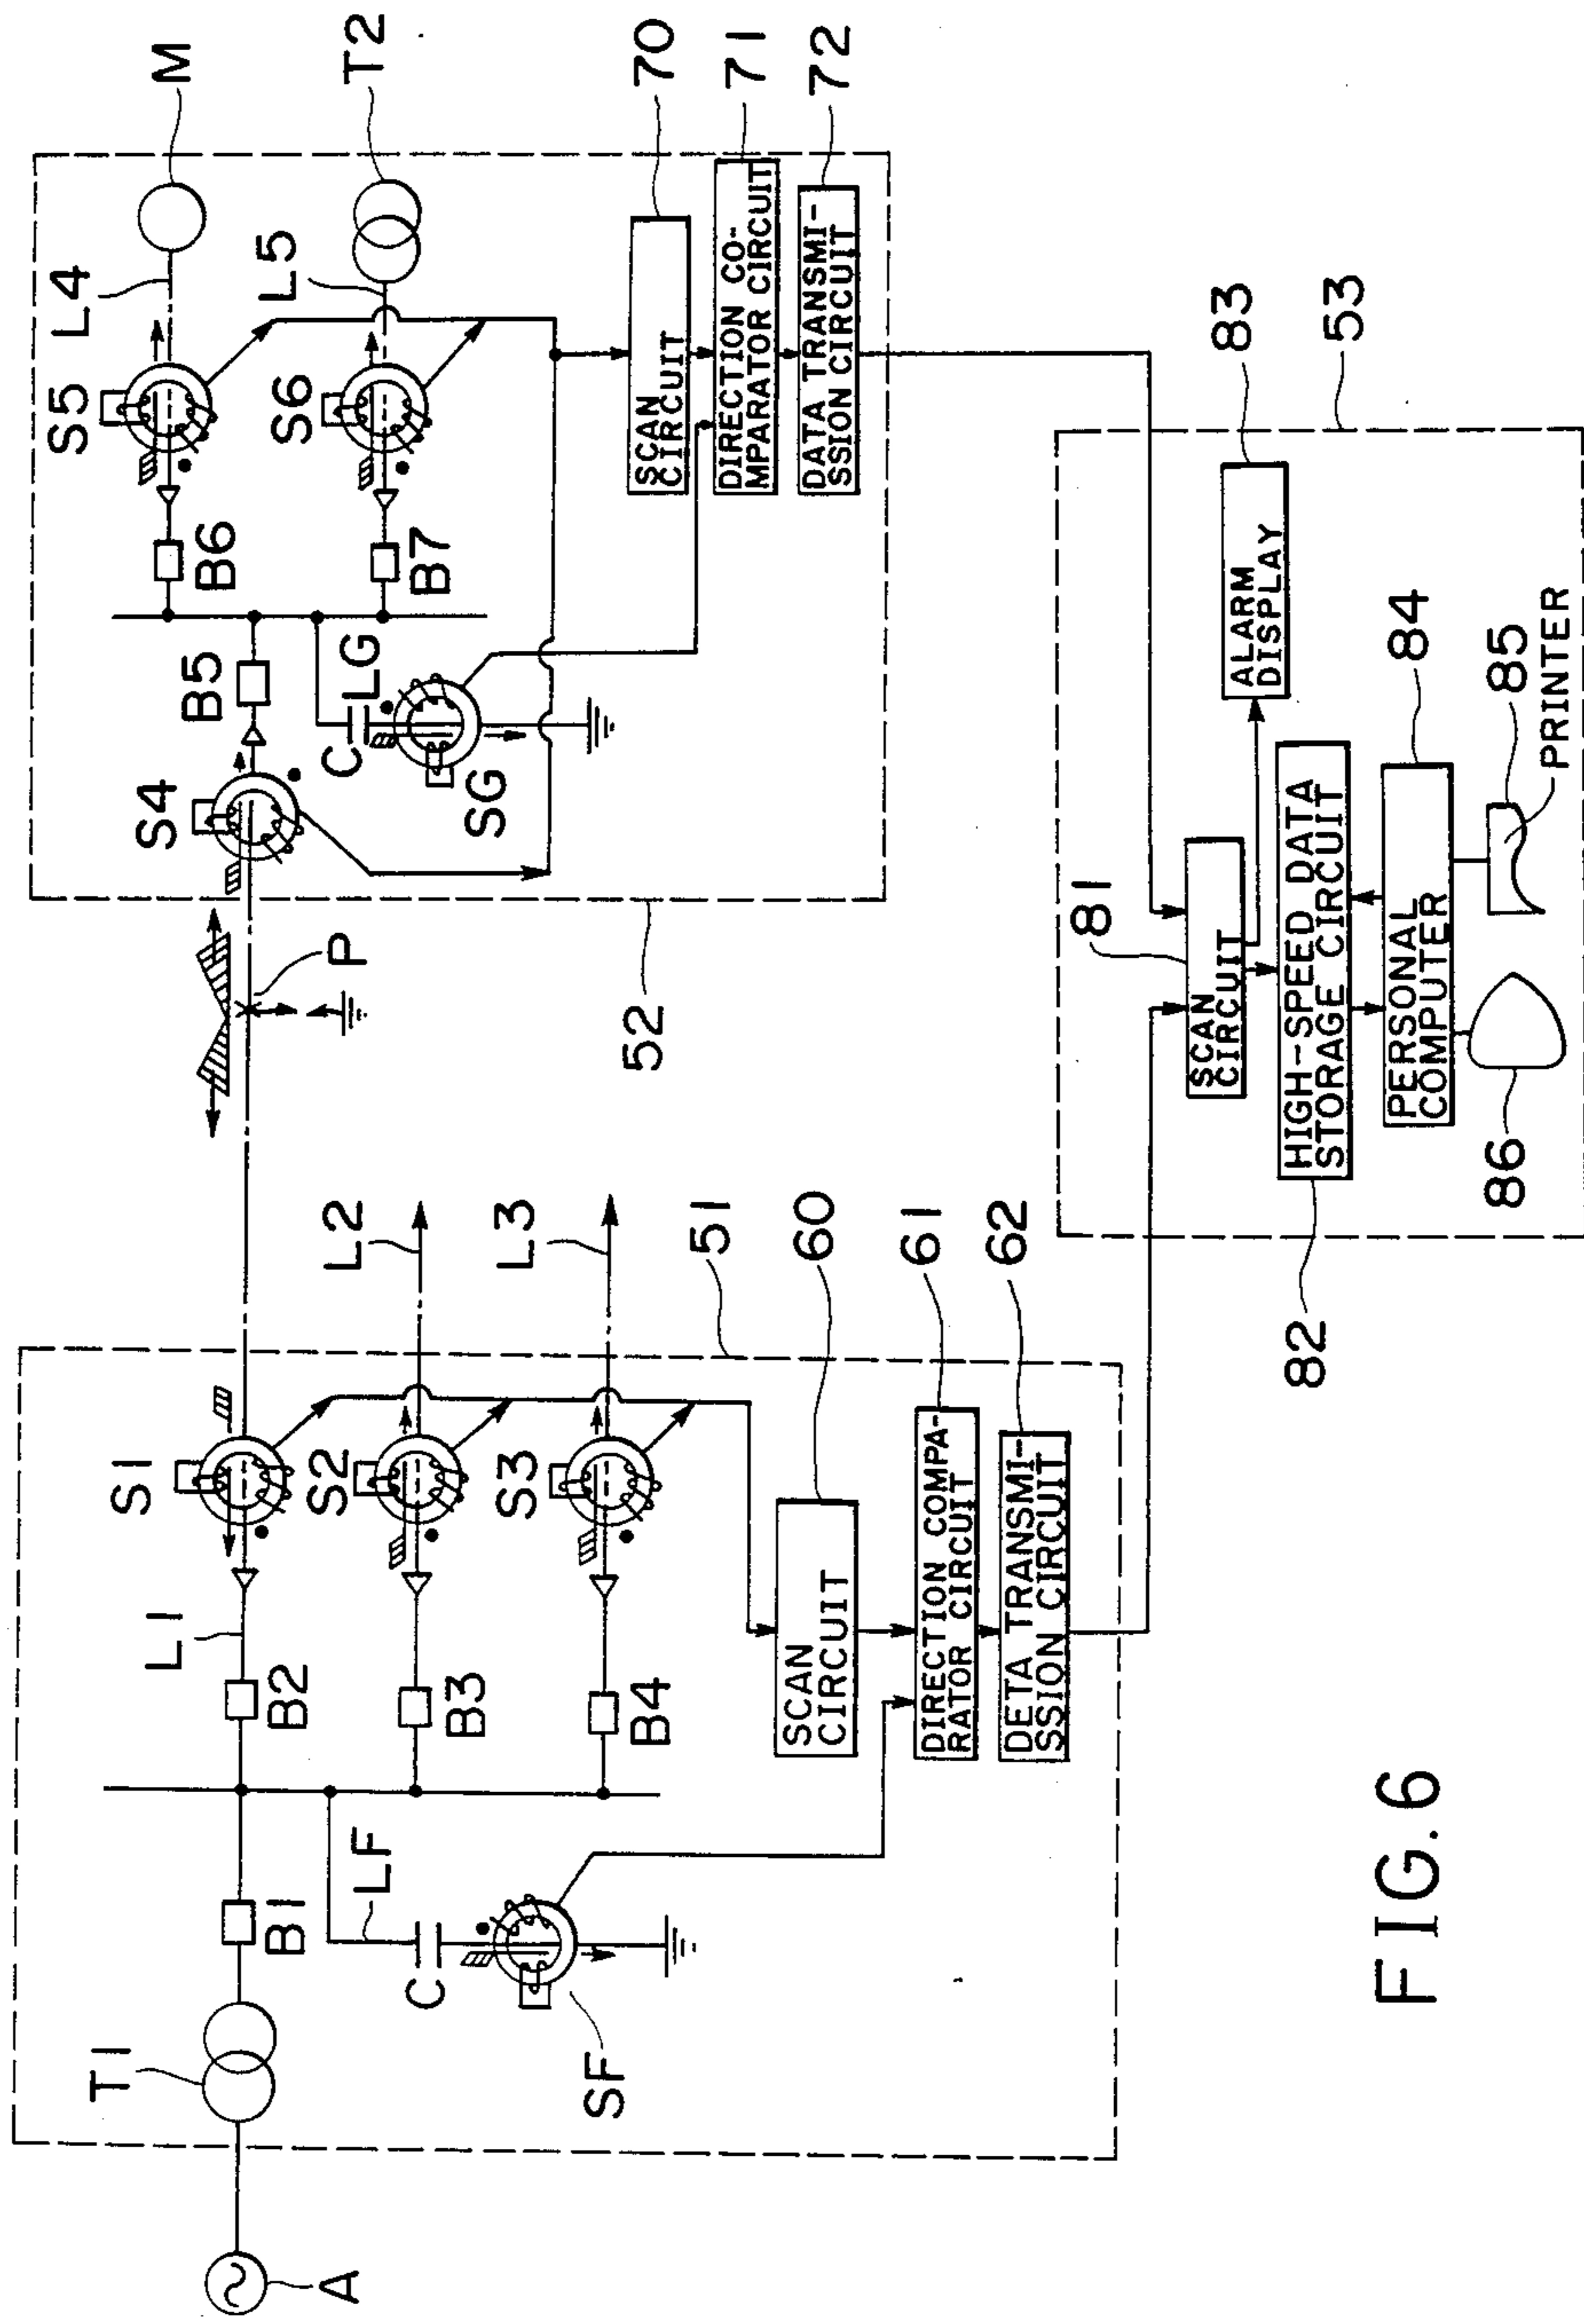 A
T1
B1
LF
C
SF
L1
B2
B3
B4
S1
S2
S3
L2
L3
51
SCAN
CIRCUIT
60
DIRECTION COMPA-
RATOR CIRCUIT
61
DETA TRANSMI-
SSION CIRCUIT
62
P
52
S4
B5
C
LG
SG
B6
B7
S5
S6
L4
L5
M
T2
SCAN
CIRCUIT
70
DIRECTION CO-
MPARATOR CIRCUIT
71
DATA TRANSMI-
SSION CIRCUIT
72
53
81
SCAN
CIRCUIT
ALARM
DISPLAY
83
82
HIGH-SPEED DATA
STORAGE CIRCUIT
PERSONAL
COMPUTER
84
85
PRINTER
86
FIG.6